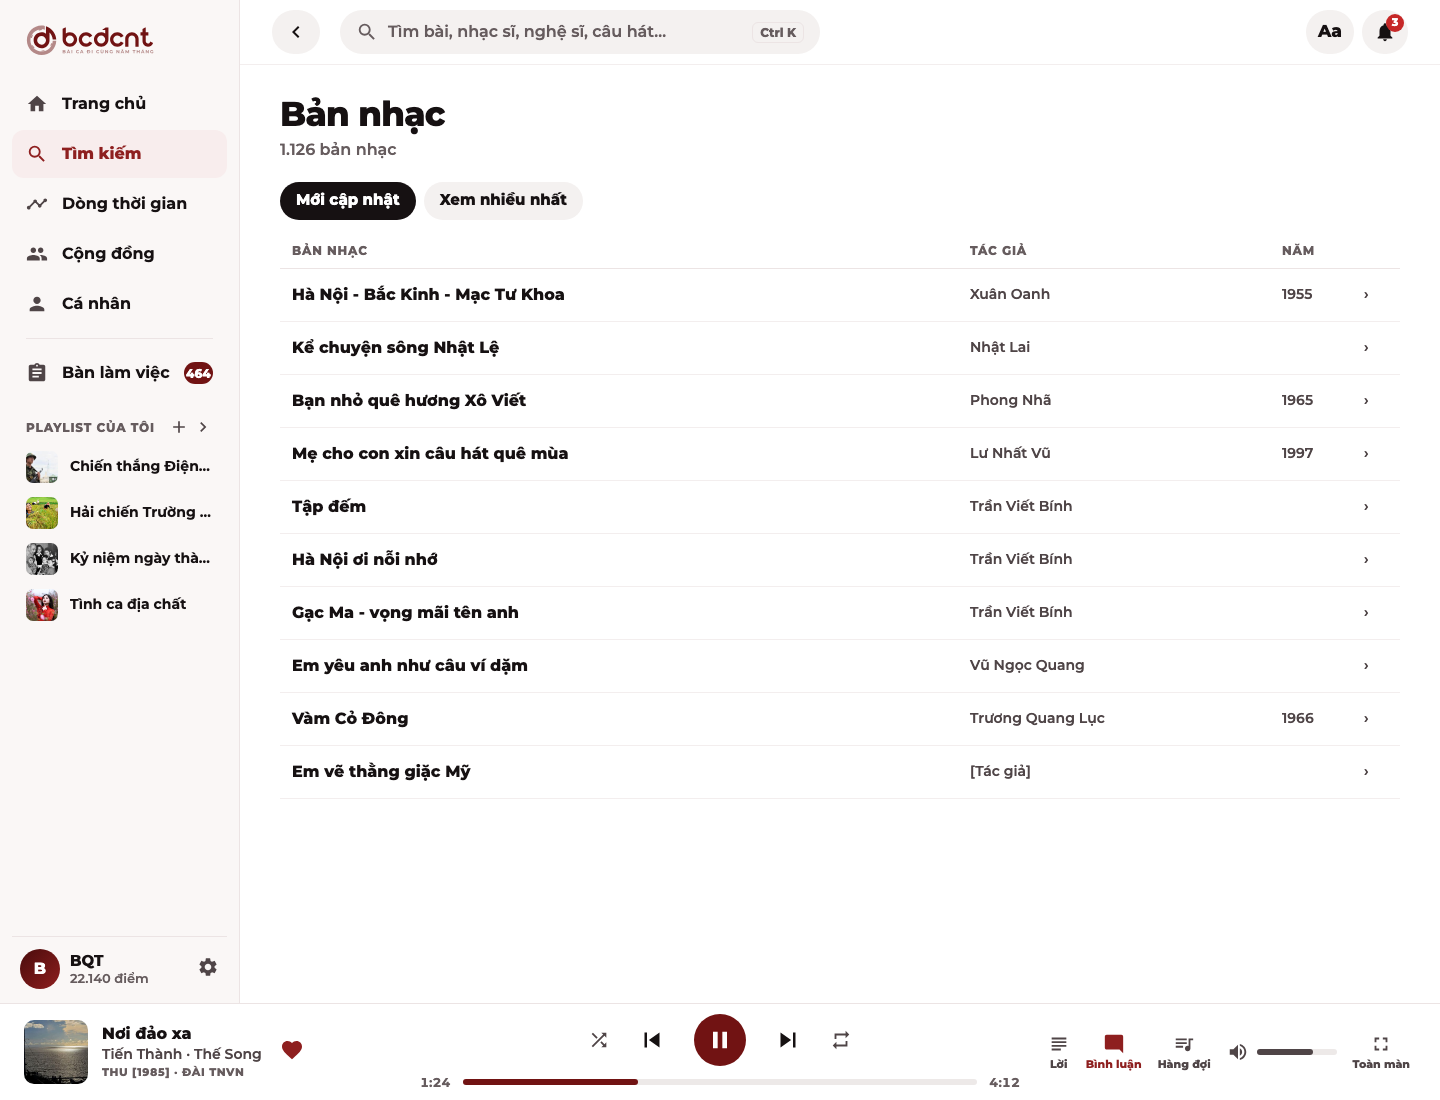 bcdcnt
BÀI CA ĐI CÙNG NĂM THÁNG
Trang chủ
Tìm kiếm
Dòng thời gian
Cộng đồng
Cá nhân
Bàn làm việc 464
PLAYLIST CỦA TÔI
Chiến thắng Điện...
Hải chiến Trường ...
Kỷ niệm ngày thà...
Tình ca địa chất
B
BQT
22.140 điểm
Tìm bài, nhạc sĩ, nghệ sĩ, câu hát... Ctrl K
Aa
3
Bản nhạc
1.126 bản nhạc
Mới cập nhật Xem nhiều nhất
BẢN NHẠC TÁC GIẢ NĂM
Hà Nội - Bắc Kinh - Mạc Tư Khoa Xuân Oanh 1955 ›
Kể chuyện sông Nhật Lệ Nhật Lai ›
Bạn nhỏ quê hương Xô Viết Phong Nhã 1965 ›
Mẹ cho con xin câu hát quê mùa Lư Nhất Vũ 1997 ›
Tập đếm Trần Viết Bính ›
Hà Nội ơi nỗi nhớ Trần Viết Bính ›
Gạc Ma - vọng mãi tên anh Trần Viết Bính ›
Em yêu anh như câu ví dặm Vũ Ngọc Quang ›
Vàm Cỏ Đông Trương Quang Lục 1966 ›
Em vẽ thằng giặc Mỹ [Tác giả] ›
Nơi đảo xa
Tiến Thành · Thế Song
THU [1985] · ĐÀI TNVN
1:24 4:12
Lời Bình luận Hàng đợi Toàn màn